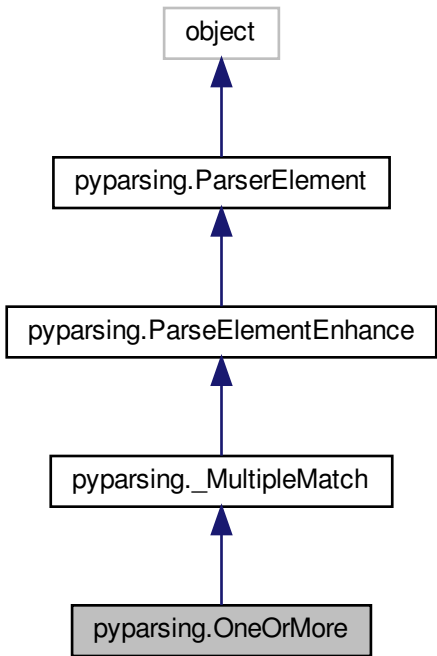 object
pyparsing.ParserElement
pyparsing.ParseElementEnhance
pyparsing._MultipleMatch
pyparsing.OneOrMore